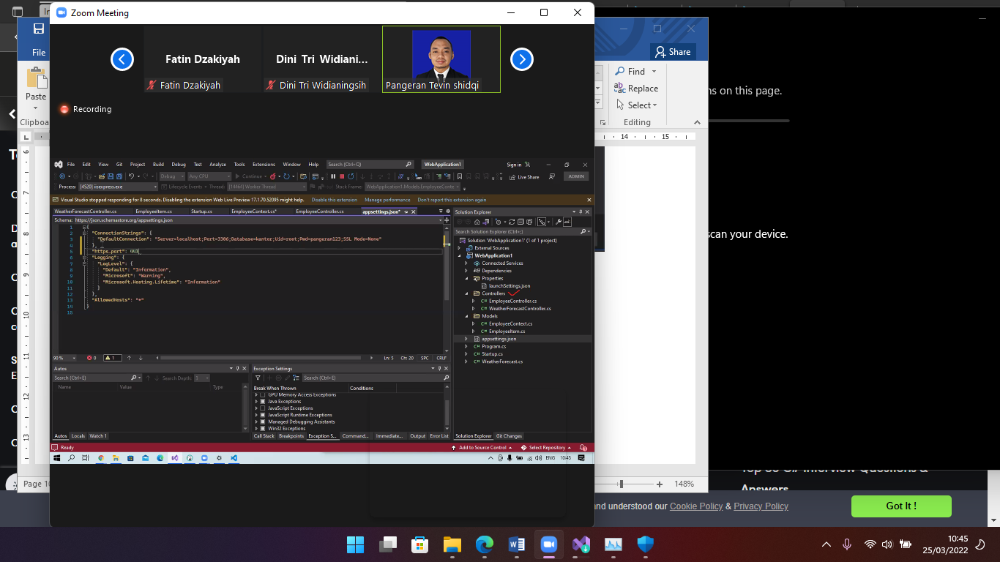 Zoom Meeting
File
Share
Fatin Dzakiyah
Dini Tri Widiani...
Fatin Dzakiyah
Dini Tri Widianingsih
Pangeran Tevin shidqi
Recording
Paste
Clipboa
Find
Replace
Select
Editing
ns on this page.
scan your device.
14
15
File Edit View Git Project Build Debug Test Analyze Tools Extensions Window Help Search (Ctrl+Q) WebApplication1 Sign in
Debug Any CPU Continue Live Share ADMIN
Process: [4520] iisexpress.exe Lifecycle Events Thread: [14464] Worker Thread Stack Frame: WebApplication1.Models.EmployeeConte
Visual Studio stopped responding for 8 seconds. Disabling the extension Web Live Preview 17.1.70.52095 might help. Disable this extension Manage performance Don't report this extension again
WeatherForecastController.cs EmployeeItem.cs Startup.cs EmployeeContext.cs* EmployeeController.cs appsettings.json*
Schema: https://json.schemastore.org/appsettings.json
1 {
2 "ConnectionStrings": {
3 "DefaultConnection": "Server=localhost;Port=3306;Database=kantor;Uid=root;Pwd=pangeran123;SSL Mode=None"
4 },
5 "https_port": 443
6 "Logging": {
7 "LogLevel": {
8 "Default": "Information",
9 "Microsoft": "Warning",
10 "Microsoft.Hosting.Lifetime": "Information"
11 }
12 },
13 "AllowedHosts": "*"
14 }
15
90 % 0 1 Ln: 5 Ch: 20 SPC CRLF
Solution Explorer
Search Solution Explorer (Ctrl+;)
Solution 'WebApplication1' (1 of 1 project)
External Sources
WebApplication1
Connected Services
Dependencies
Properties
launchSettings.json
Controllers
EmployeeController.cs
WeatherForecastController.cs
Models
EmployeeContext.cs
EmployeeItem.cs
appsettings.json
Program.cs
Startup.cs
WeatherForecast.cs
Autos
Search (Ctrl+E) Search Depth: 3
Name Value Type
Autos Locals Watch 1
Exception Settings
Search (Ctrl+E)
Break When Thrown Conditions
GPU Memory Access Exceptions
Java Exceptions
JavaScript Exceptions
JavaScript Runtime Exceptions
Managed Debugging Assistants
Win32 Exceptions
Call Stack Breakpoints Exception S... Command... Immediate... Output Error List
Solution Explorer Git Changes
Ready Add to Source Control Select Repository
ENG 10:45
Page 10
148%
Answers
nd understood our Cookie Policy & Privacy Policy
Got It !
10:45
25/03/2022